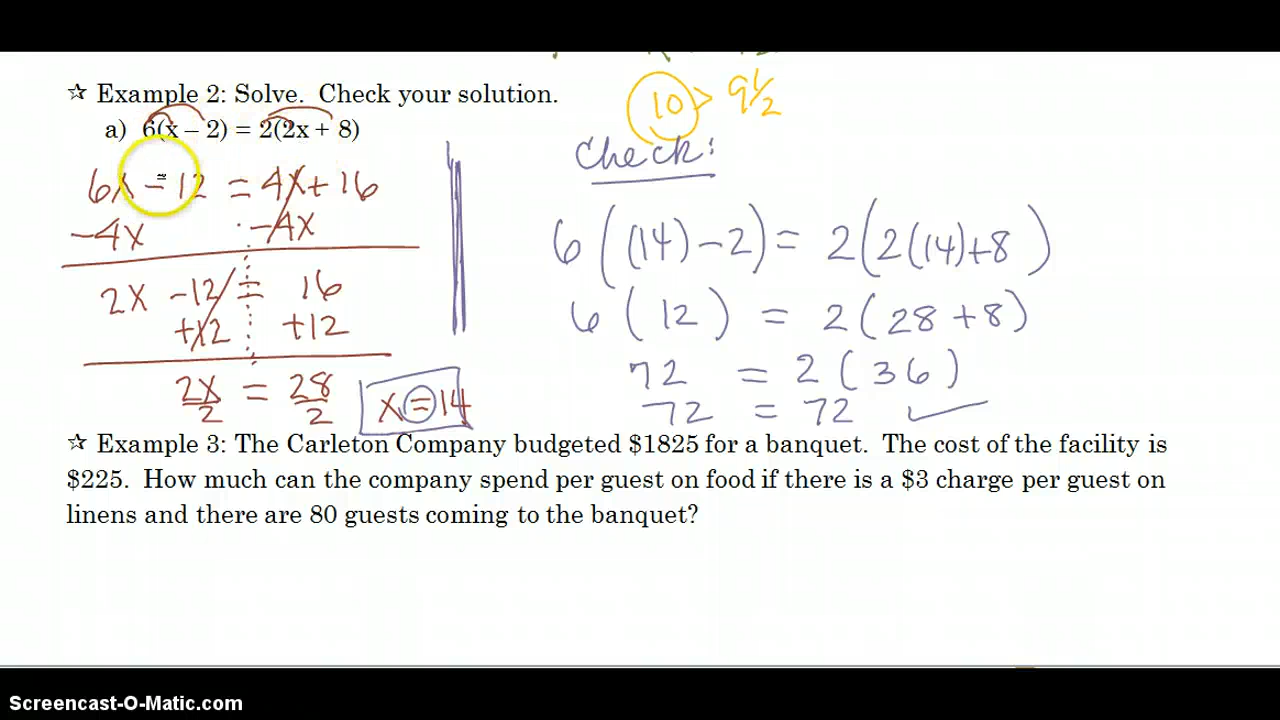 10 > 9 1/2
☆ Example 2: Solve. Check your solution.
a) 6(x – 2) = 2(2x + 8)
Check:
6x – 12 = 4x + 16
-4x -4x
6((14) – 2) = 2(2(14)+8)
2x -12 = 16
+12 +12
6(12) = 2(28 + 8)
72 = 2(36)
2x = 28
2 2
x = 14
72 = 72 ✓
☆ Example 3: The Carleton Company budgeted $1825 for a banquet. The cost of the facility is
$225. How much can the company spend per guest on food if there is a $3 charge per guest on
linens and there are 80 guests coming to the banquet?
Screencast-O-Matic.com